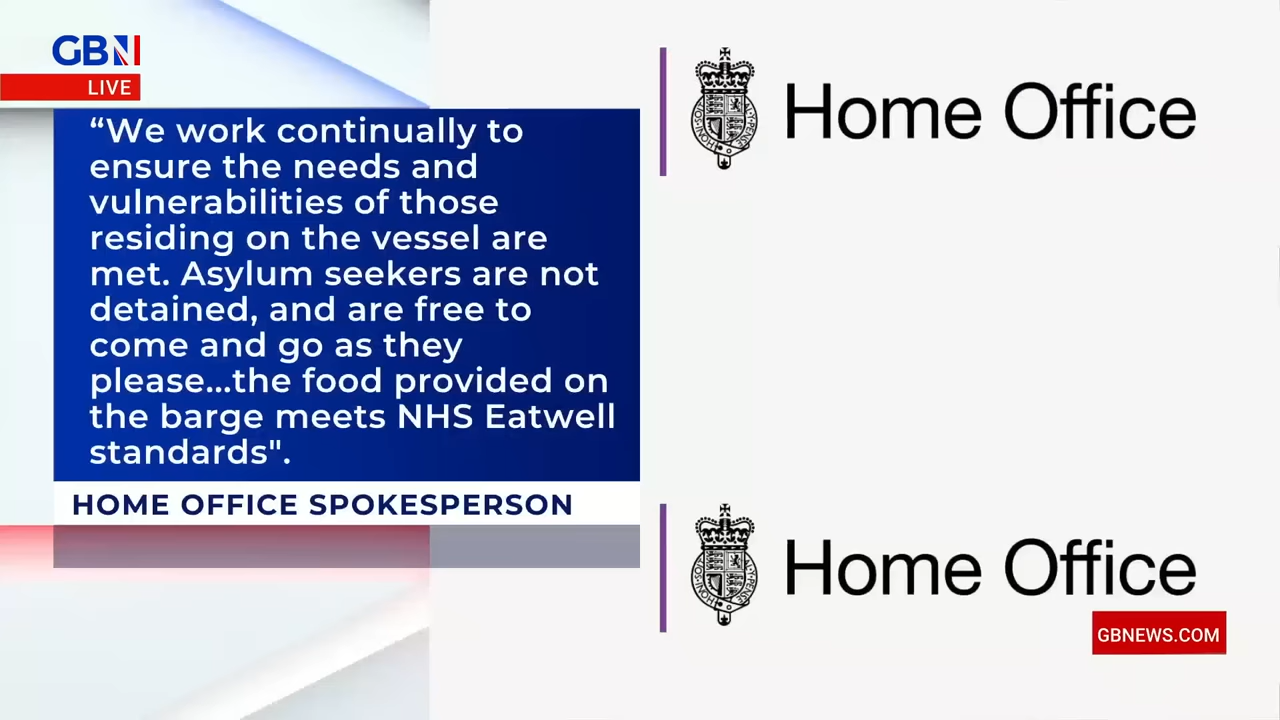 GBN
LIVE
“We work continually to
ensure the needs and
vulnerabilities of those
residing on the vessel are
met. Asylum seekers are not
detained, and are free to
come and go as they
please...the food provided on
the barge meets NHS Eatwell
standards".
HOME OFFICE SPOKESPERSON
Home Office
Home Office
GBNEWS.COM